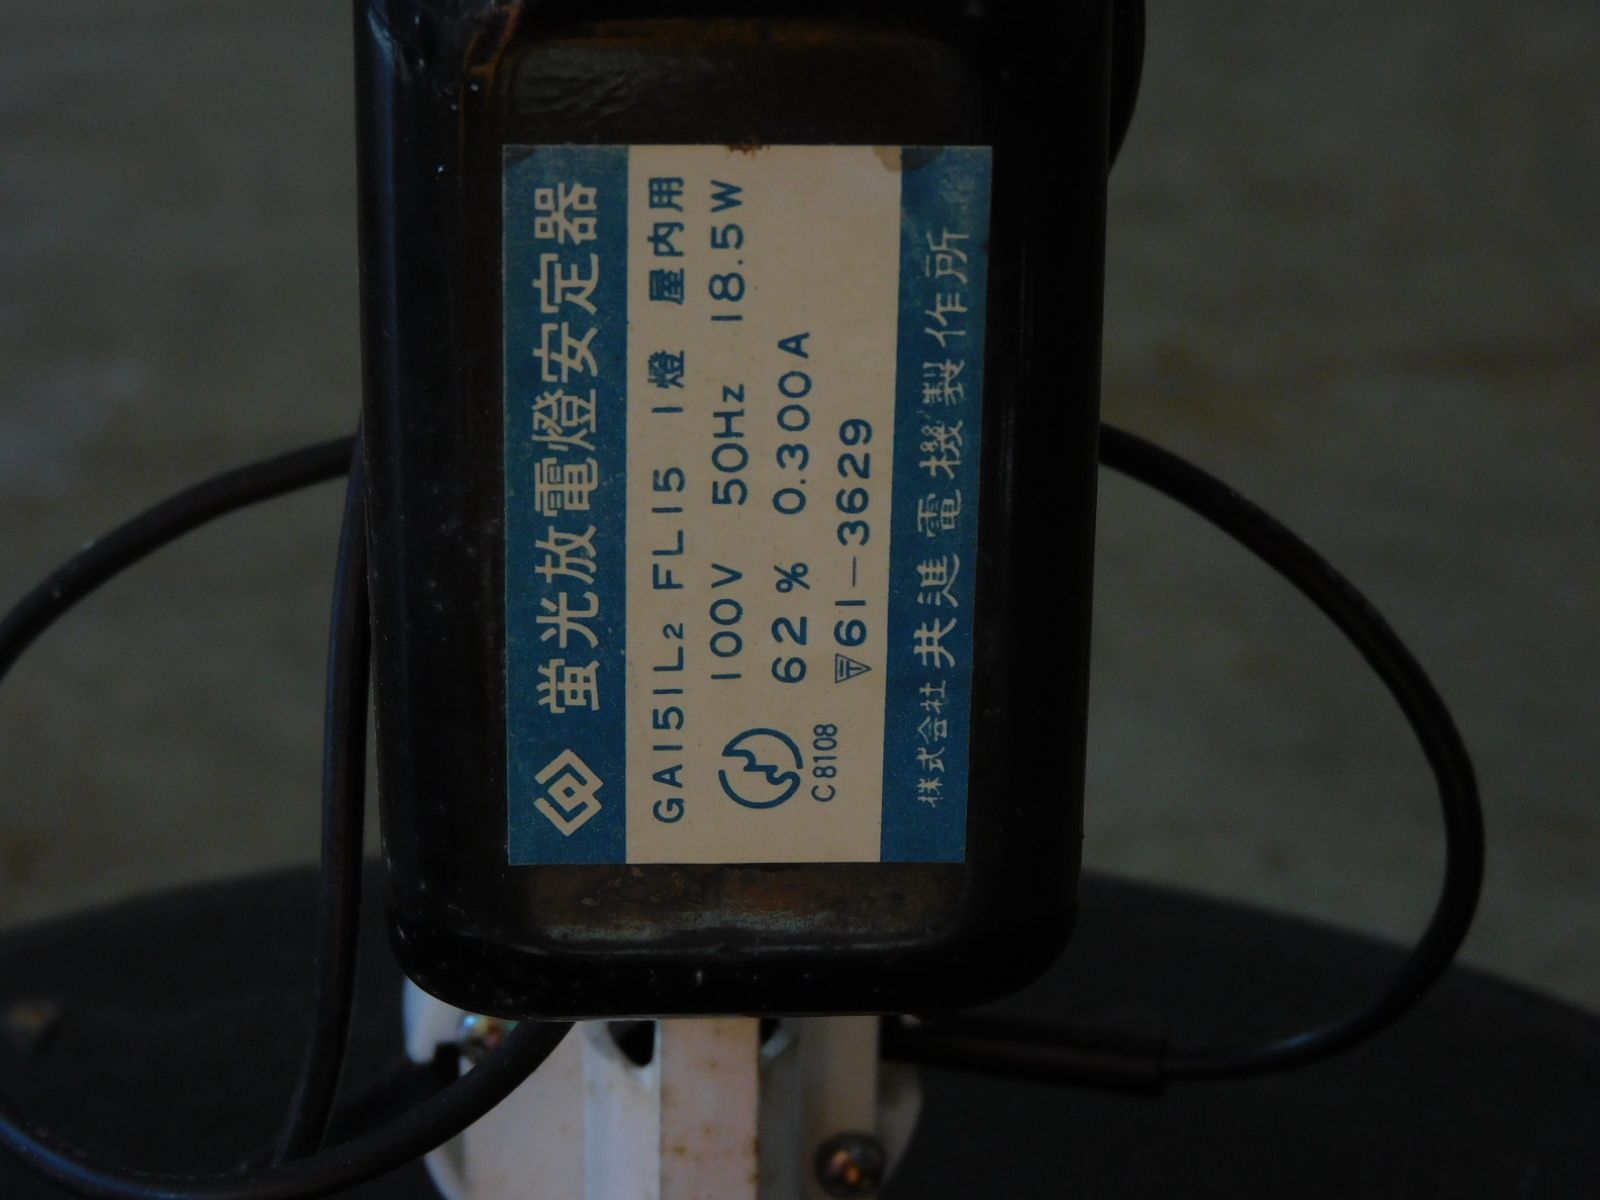 蛍光放電燈安定器
GA151L₂ FL15 1燈 屋内用
100V 50Hz 18.5W
62% 0.300A
〒61-3629
C8108
株式会社 共進電機製作所